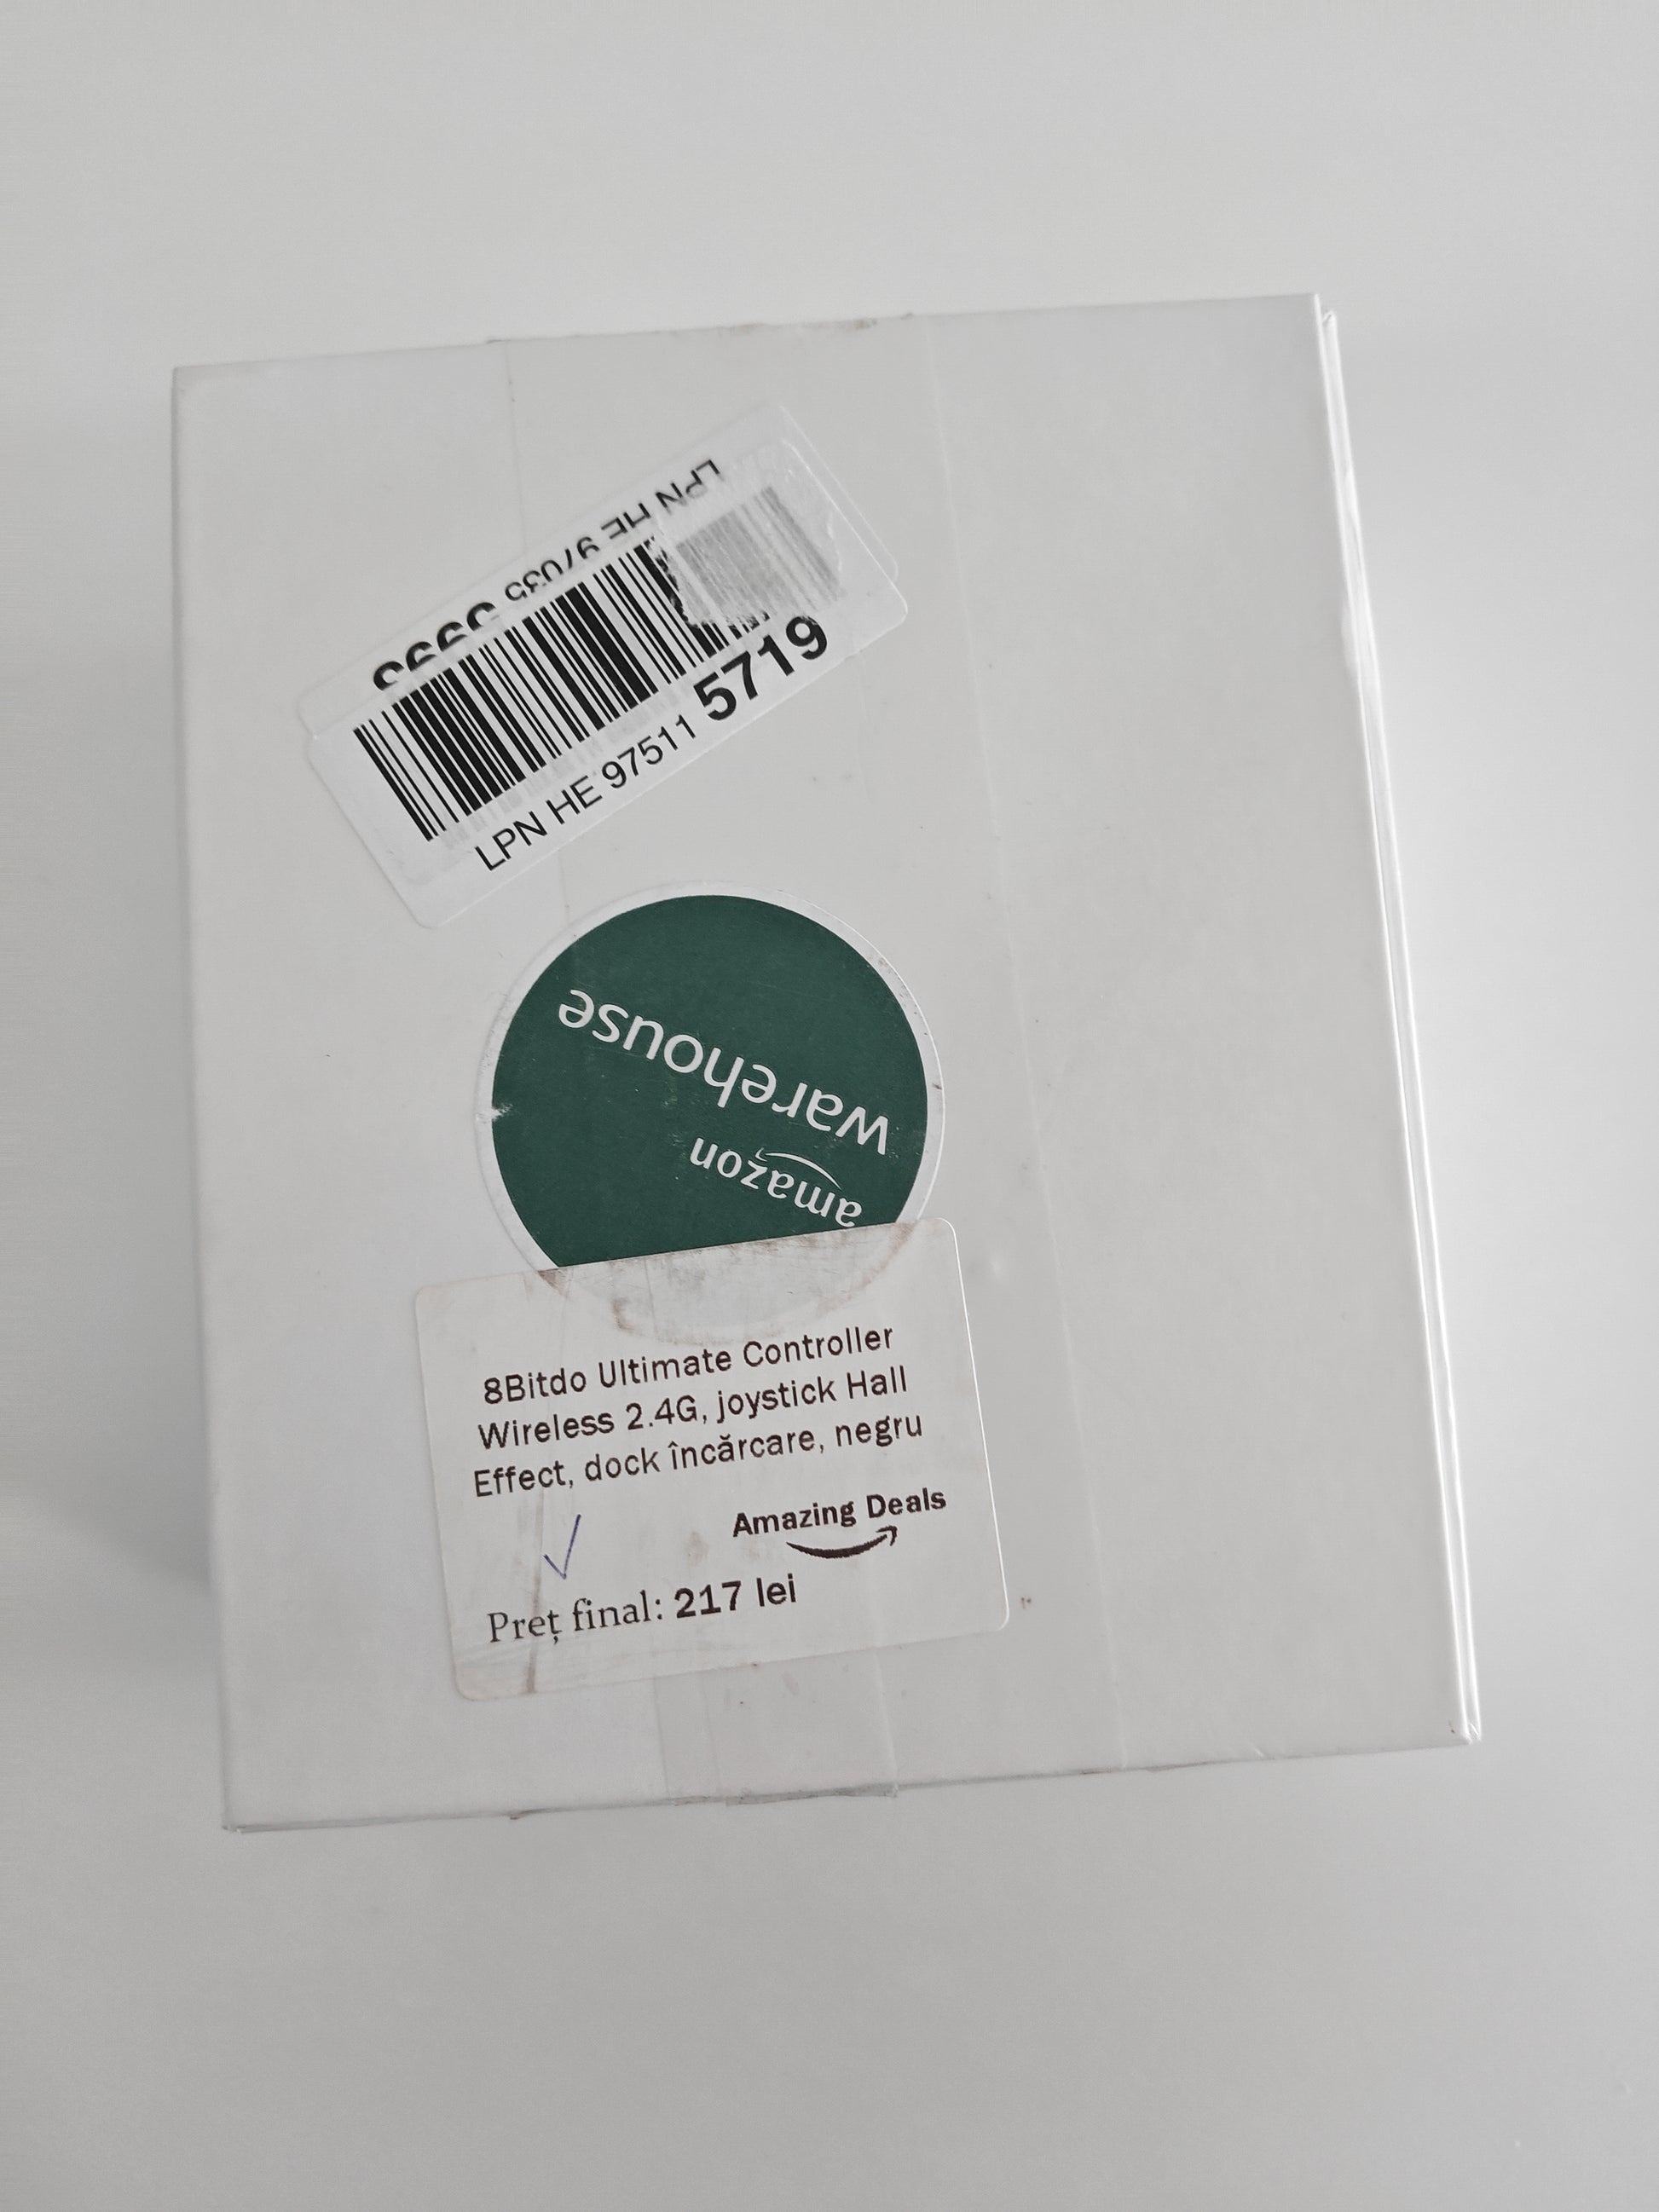 LPN HE 97035
LPN HE 97511 5719
amazon
warehouse
8Bitdo Ultimate Controller
Wireless 2.4G, joystick Hall
Effect, dock încărcare, negru
Amazing Deals
Preț final: 217 lei